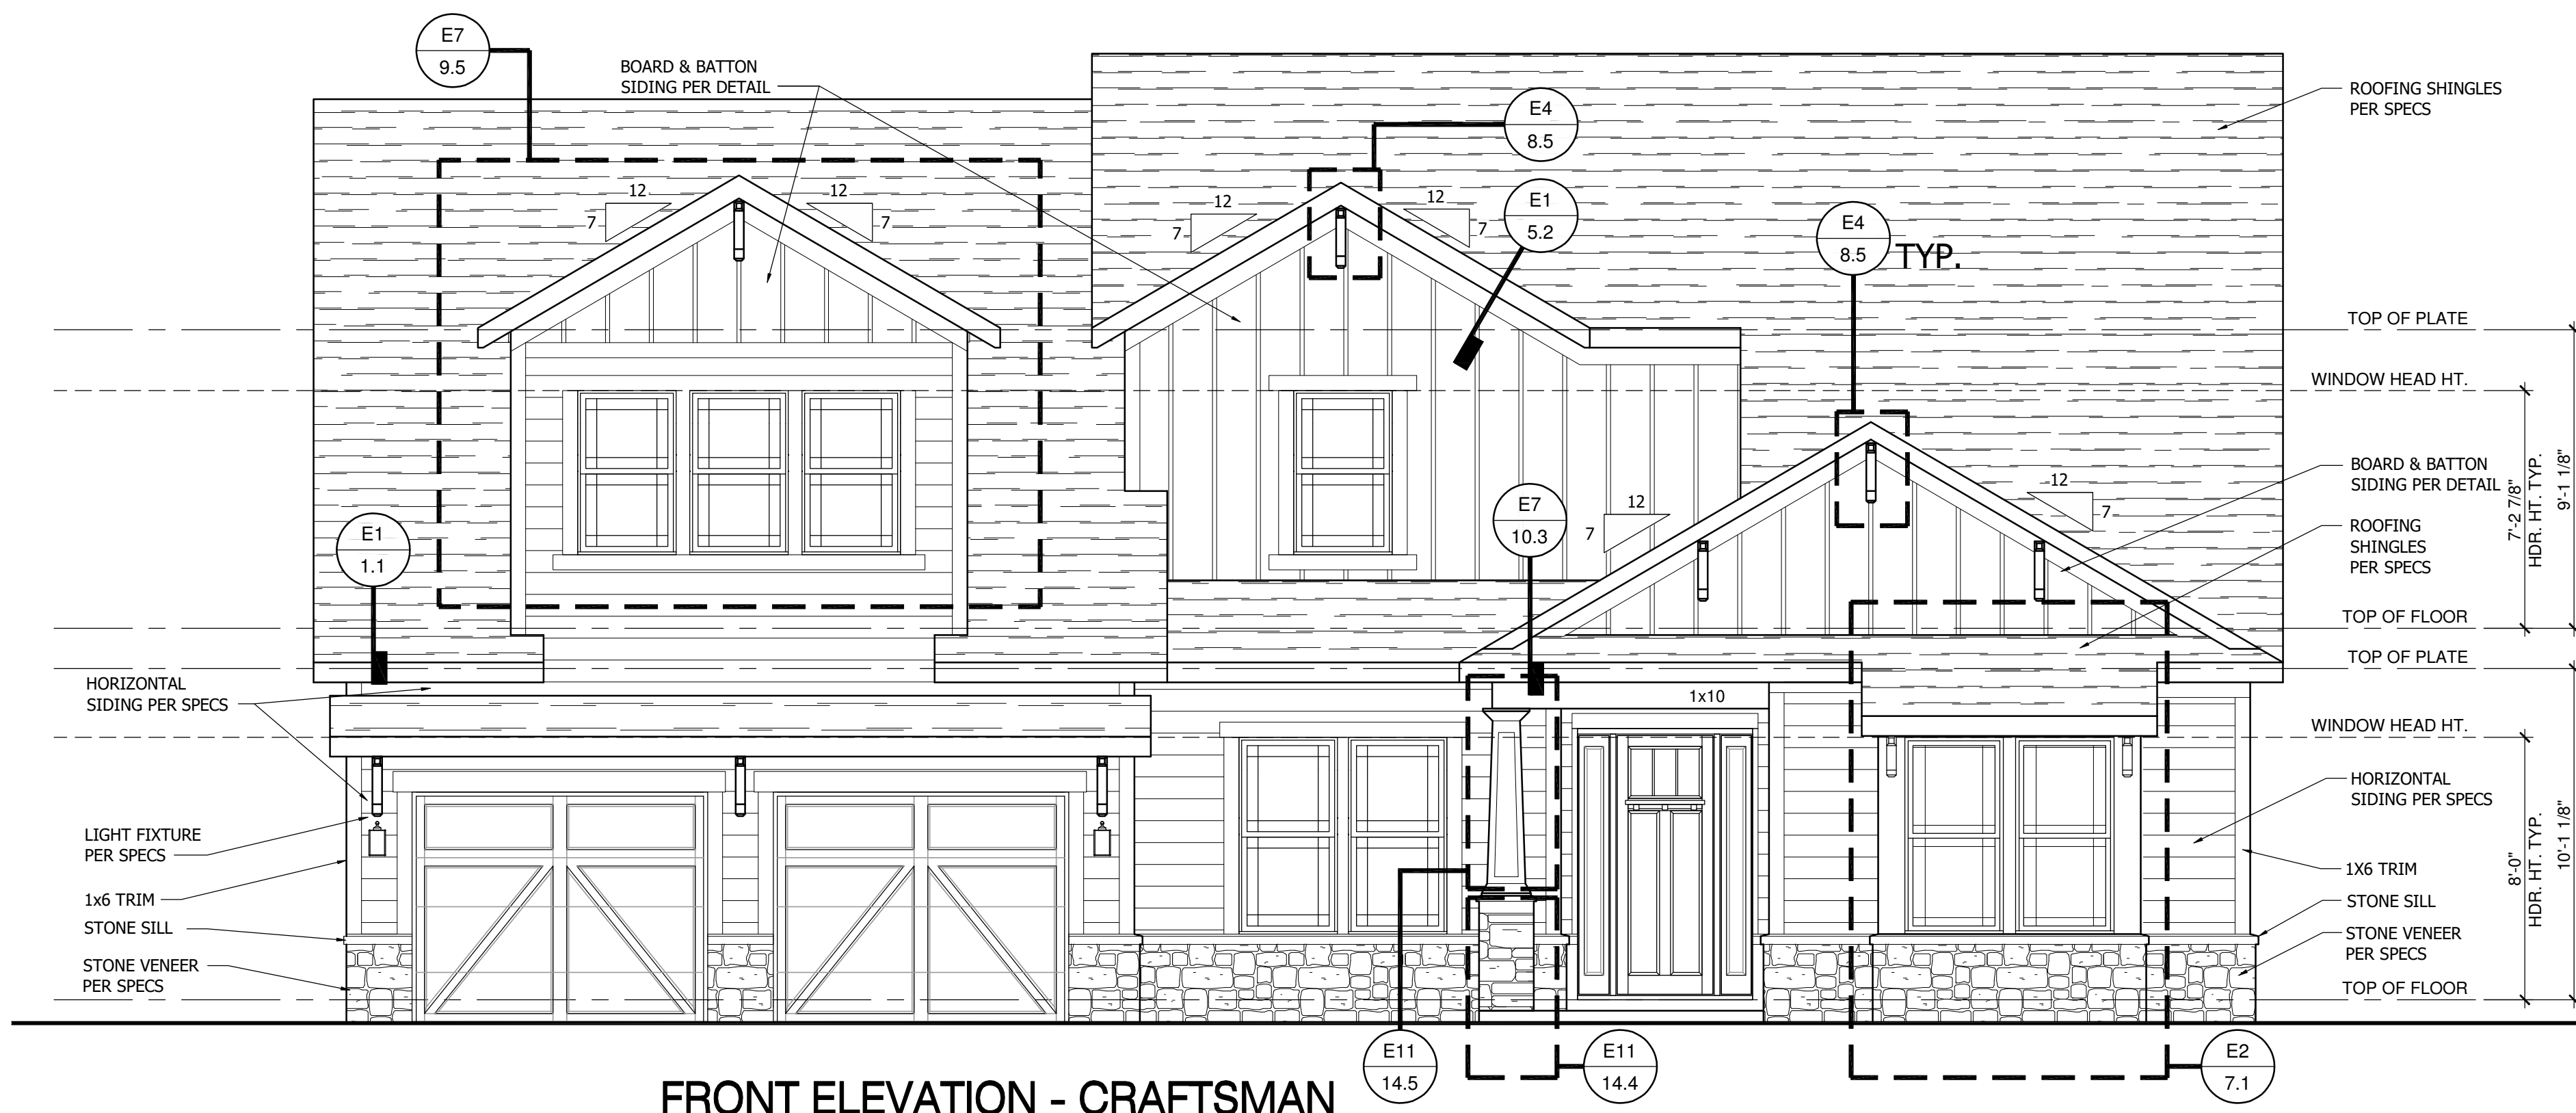 E7
9.5
BOARD & BATTON
SIDING PER DETAIL
E4
8.5
ROOFING SHINGLES
PER SPECS
12
7
12
7
12
7
12
7
E1
5.2
E4
8.5
TYP.
TOP OF PLATE
WINDOW HEAD HT.
7'-2 7/8"
HDR. HT. TYP.
9'-1 1/8"
BOARD & BATTON
SIDING PER DETAIL
12
7
12
7
E7
10.3
E1
1.1
ROOFING
SHINGLES
PER SPECS
TOP OF FLOOR
TOP OF PLATE
HORIZONTAL
SIDING PER SPECS
1x10
WINDOW HEAD HT.
HORIZONTAL
SIDING PER SPECS
8'-0"
HDR. HT. TYP.
10'-1 1/8"
LIGHT FIXTURE
PER SPECS
1x6 TRIM
STONE SILL
STONE VENEER
PER SPECS
1X6 TRIM
STONE SILL
STONE VENEER
PER SPECS
TOP OF FLOOR
E11
14.5
E11
14.4
E2
7.1
FRONT ELEVATION - CRAFTSMAN